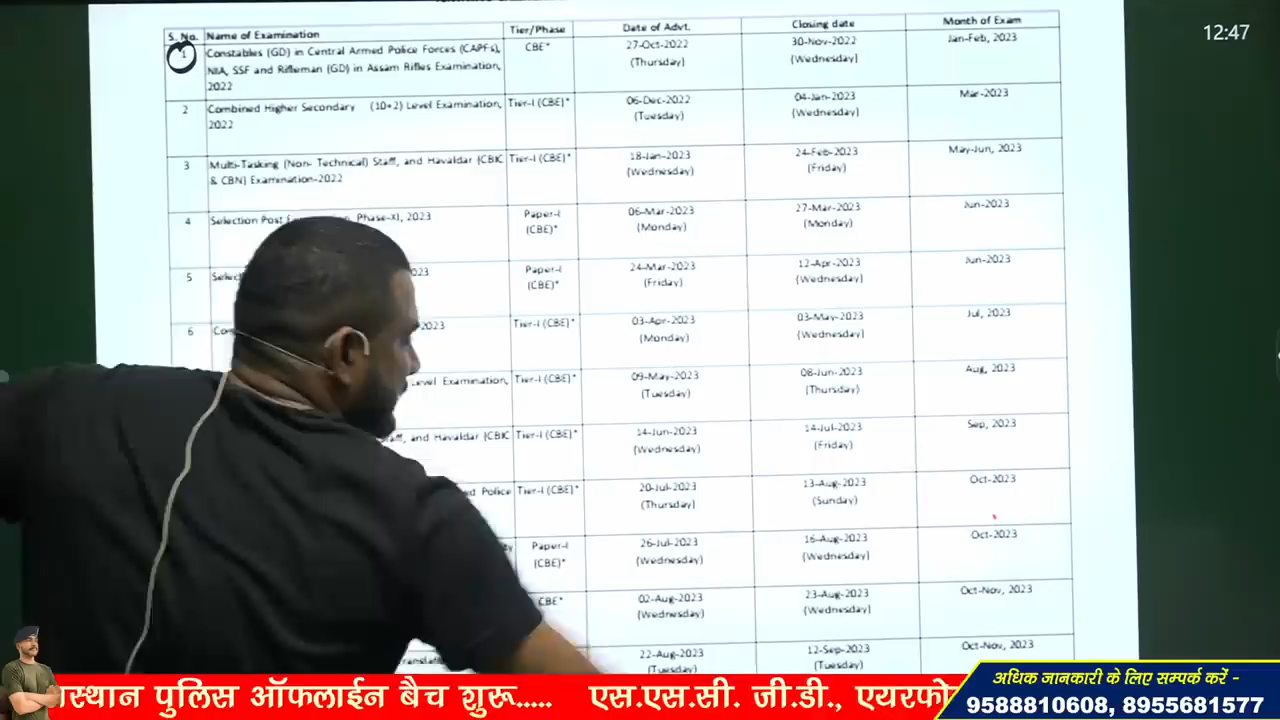 12:47
S. No. Name of Examination Tier/Phase Date of Advt. Closing date Month of Exam
1 Constables (GD) in Central Armed Police Forces (CAPFs), CBE* 27-Oct-2022 30-Nov-2022 Jan-Feb, 2023
NIA, SSF and Rifleman (GD) in Assam Rifles Examination, (Thursday) (Wednesday)
2022
2 Combined Higher Secondary (10+2) Level Examination, Tier-I (CBE)* 06-Dec-2022 04-Jan-2023 Mar-2023
2022 (Tuesday) (Wednesday)
3 Multi-Tasking (Non- Technical) Staff, and Havaldar (CBIC Tier-I (CBE)* 18-Jan-2023 24-Feb-2023 May-Jun, 2023
& CBN) Examination-2022 (Wednesday) (Friday)
4 Selection Post Phase-XI, 2023 Paper-I 06-Mar-2023 27-Mar-2023 Jun-2023
(CBE)* (Monday) (Monday)
5 2023 Paper-I 24-Mar-2023 12-Apr-2023 Jun-2023
(CBE)* (Friday) (Wednesday)
6 2023 Tier-I (CBE)* 03-Apr-2023 03-May-2023 Jul, 2023
(Monday) (Wednesday)
Level Examination, Tier-I (CBE)* 09-May-2023 08-Jun-2023 Aug, 2023
(Tuesday) (Thursday)
Staff, and Havaldar (CBIC Tier-I (CBE)* 14-Jun-2023 14-Jul-2023 Sep, 2023
(Wednesday) (Friday)
Police Tier-I (CBE)* 20-Jul-2023 13-Aug-2023 Oct-2023
(Thursday) (Sunday)
Paper-I 26-Jul-2023 16-Aug-2023 Oct-2023
(CBE)* (Wednesday) (Wednesday)
CBE* 02-Aug-2023 23-Aug-2023 Oct-Nov, 2023
(Wednesday) (Wednesday)
22-Aug-2023 12-Sep-2023 Oct-Nov, 2023
(Tuesday) (Tuesday)
स्थान पुलिस ऑफलाईन बैच शुरू..... एस.एस.सी. जी.डी., एयरफो
अधिक जानकारी के लिए सम्पर्क करें -
9588810608, 8955681577